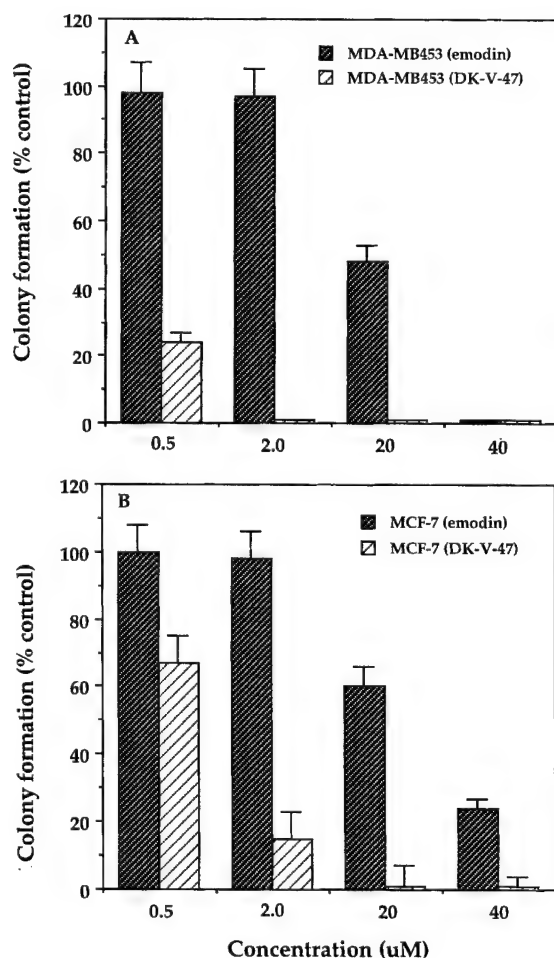 120
A
MDA-MB453 (emodin)
MDA-MB453 (DK-V-47)
100
80
60
40
20
0
Colony formation (% control)
0.5 2.0 20 40
120
B
MCF-7 (emodin)
MCF-7 (DK-V-47)
100
80
60
40
20
0
Colony formation (% control)
0.5 2.0 20 40
Concentration (uM)